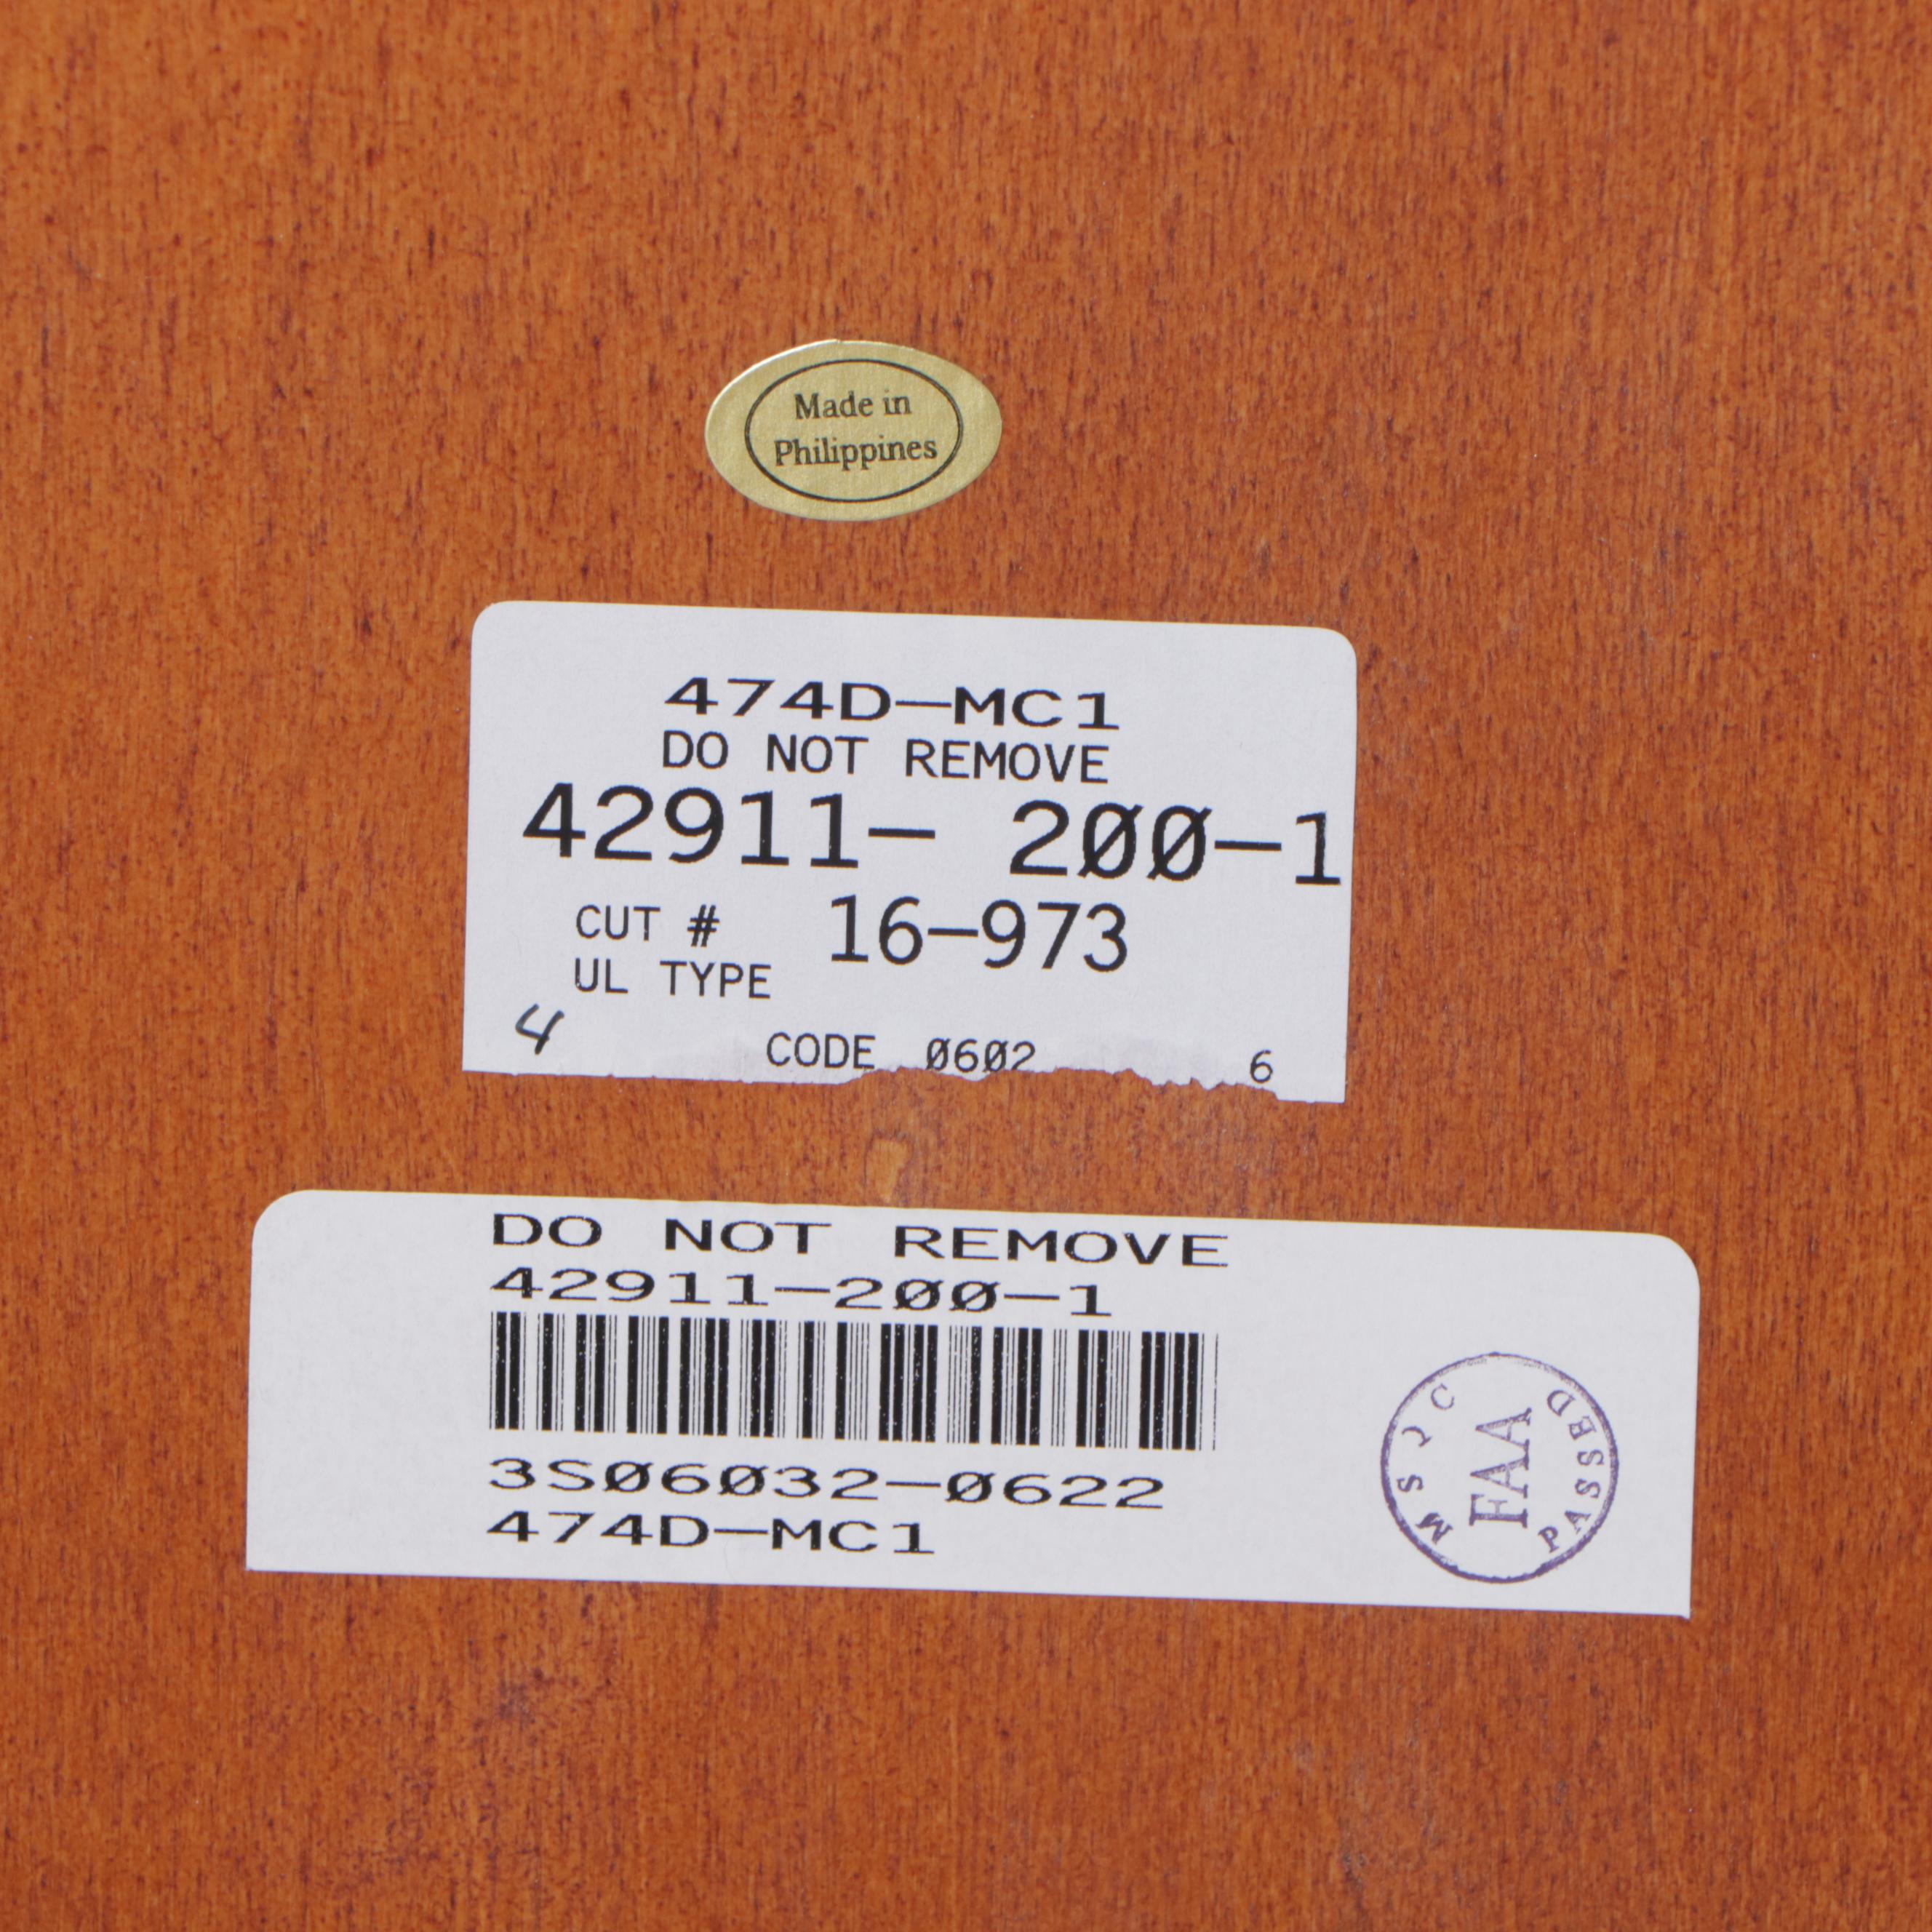 Made in
Philippines
474D-MC1
DO NOT REMOVE
42911- 200-1
CUT # 16-973
UL TYPE
4
CODE 0602 6
DO NOT REMOVE
42911-200-1
3S06032-0622
474D-MC1
MSJC
FAA
PASSED